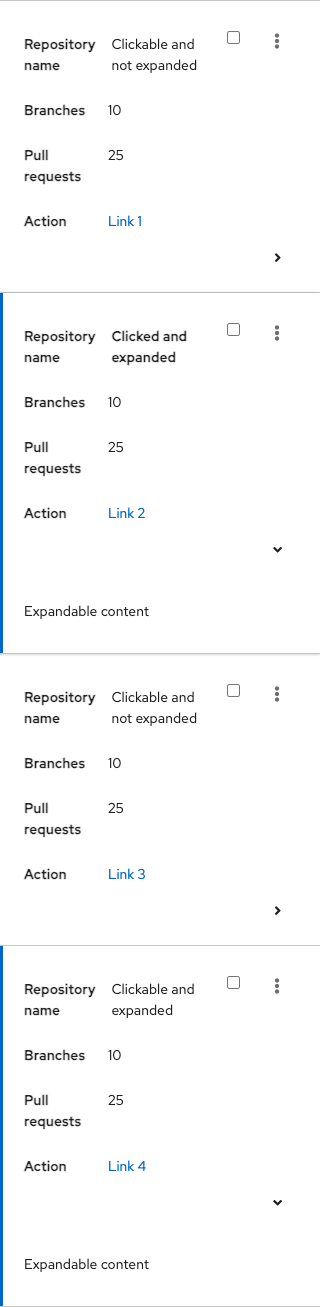 Repository name Clickable and not expanded
Branches 10
Pull requests 25
Action Link 1
Repository name Clicked and expanded
Branches 10
Pull requests 25
Action Link 2
Expandable content
Repository name Clickable and not expanded
Branches 10
Pull requests 25
Action Link 3
Repository name Clickable and expanded
Branches 10
Pull requests 25
Action Link 4
Expandable content